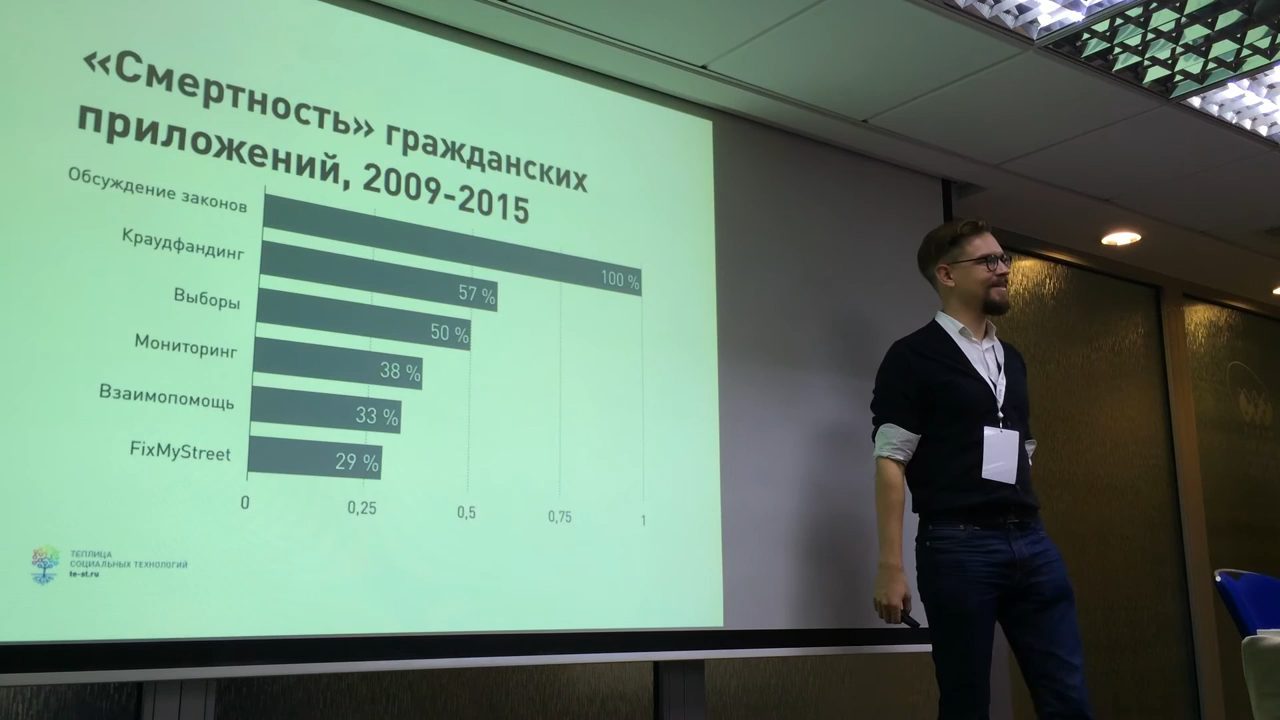 «Смертность» гражданских
приложений, 2009-2015
Обсуждение законов
100 %
Краудфандинг
57 %
Выборы
50 %
Мониторинг
38 %
Взаимопомощь
33 %
FixMyStreet
29 %
0
0,25
0,5
0,75
1
ТЕПЛИЦА
СОЦИАЛЬНЫХ ТЕХНОЛОГИЙ
te-st.ru